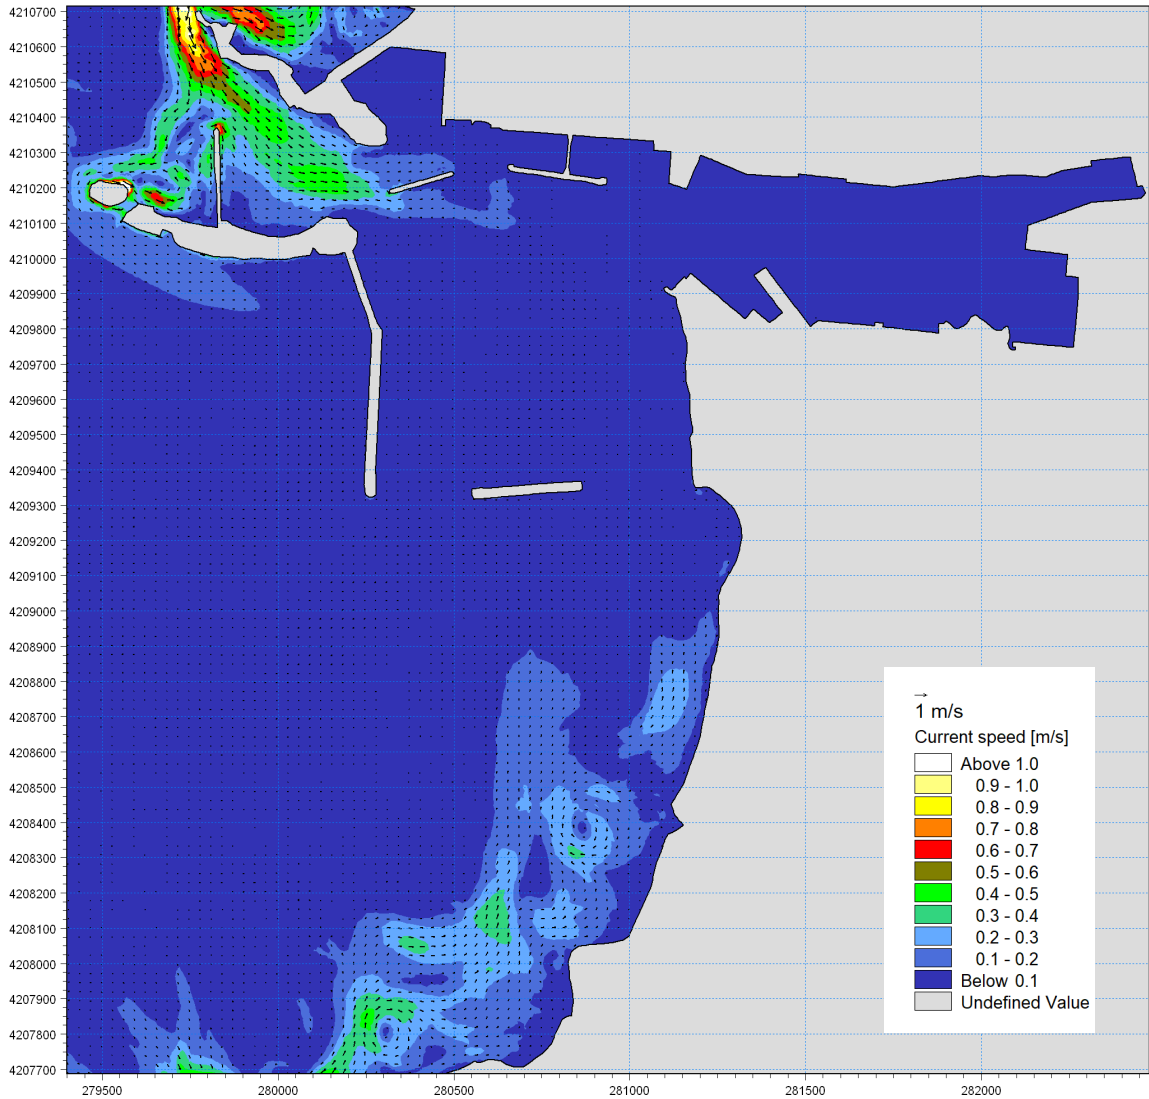 4210700
4210600
4210500
4210400
4210300
4210200
4210100
4210000
4209900
4209800
4209700
4209600
4209500
4209400
4209300
4209200
4209100
4209000
4208900
4208800
4208700
4208600
4208500
4208400
4208300
4208200
4208100
4208000
4207900
4207800
4207700
279500 280000 280500 281000 281500 282000
1 m/s
Current speed [m/s]
Above 1.0
0.9 - 1.0
0.8 - 0.9
0.7 - 0.8
0.6 - 0.7
0.5 - 0.6
0.4 - 0.5
0.3 - 0.4
0.2 - 0.3
0.1 - 0.2
Below 0.1
Undefined Value